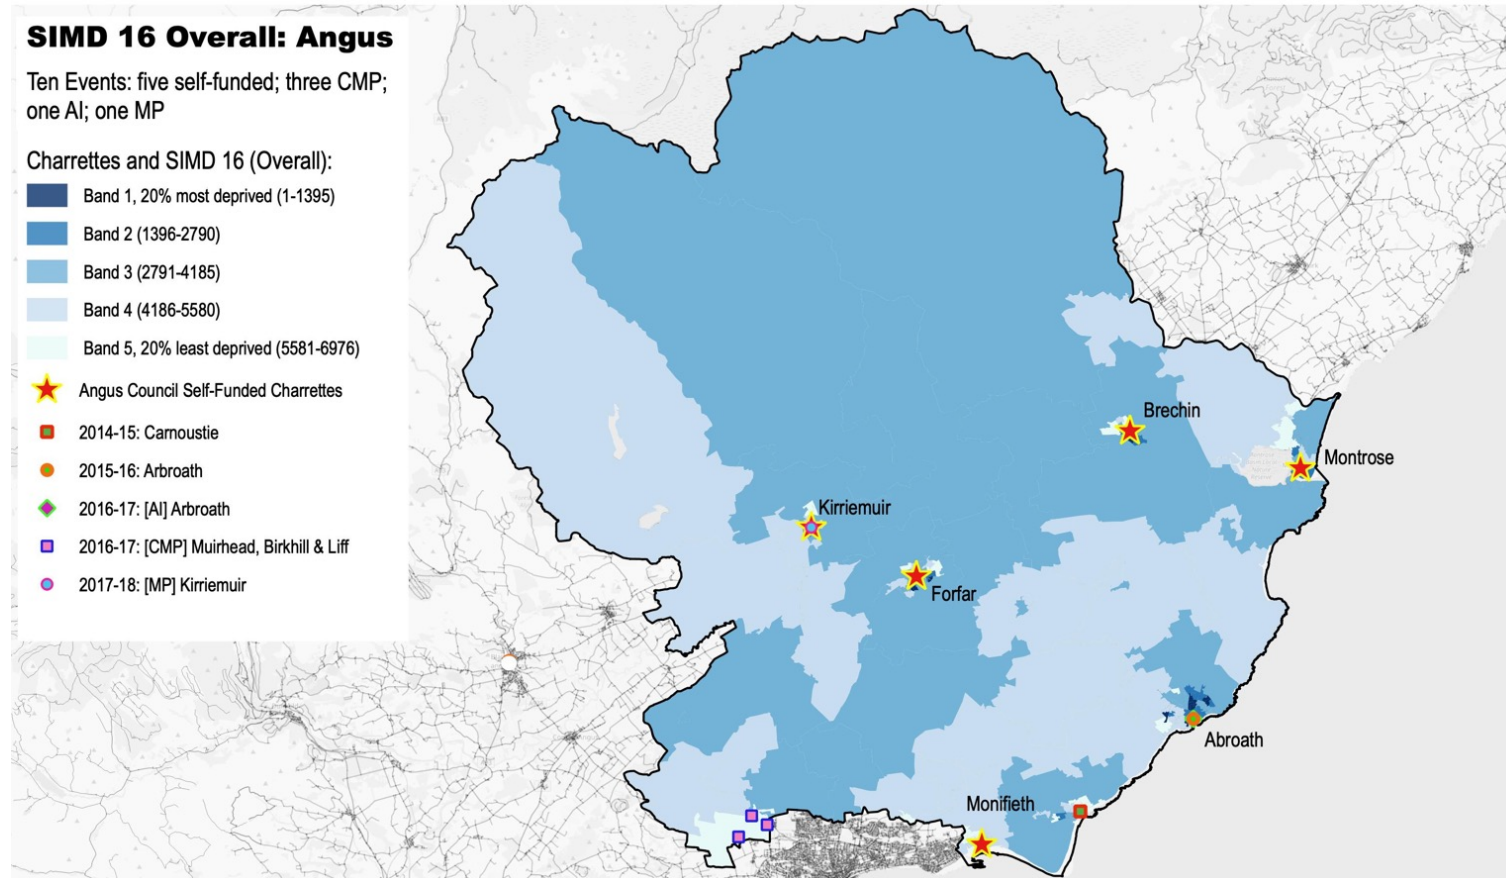 SIMD 16 Overall: Angus
Ten Events: five self-funded; three CMP;
one AI; one MP
Charrettes and SIMD 16 (Overall):
Band 1, 20% most deprived (1-1395)
Band 2 (1396-2790)
Band 3 (2791-4185)
Band 4 (4186-5580)
Band 5, 20% least deprived (5581-6976)
Angus Council Self-Funded Charrettes
2014-15: Carnoustie
2015-16: Arbroath
2016-17: [AI] Arbroath
2016-17: [CMP] Muirhead, Birkhill & Liff
2017-18: [MP] Kirriemuir
Brechin
Montrose
Kirriemuir
Forfar
Abroath
Monifieth